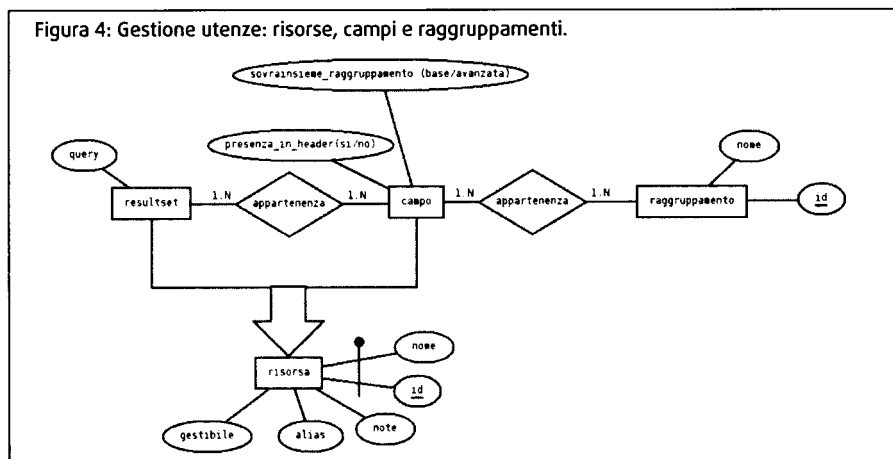 Figura 4: Gestione utenze: risorse, campi e raggruppamenti.
sovrainsieme_raggruppamento (base/avanzata)
presenza_in_header(si/no)
nome
query
resultset
1.N
appartenenza
1.N
campo
1.N
appartenenza
1.N
raggruppamento
id
nome
risorsa
id
gestibile
alias
note